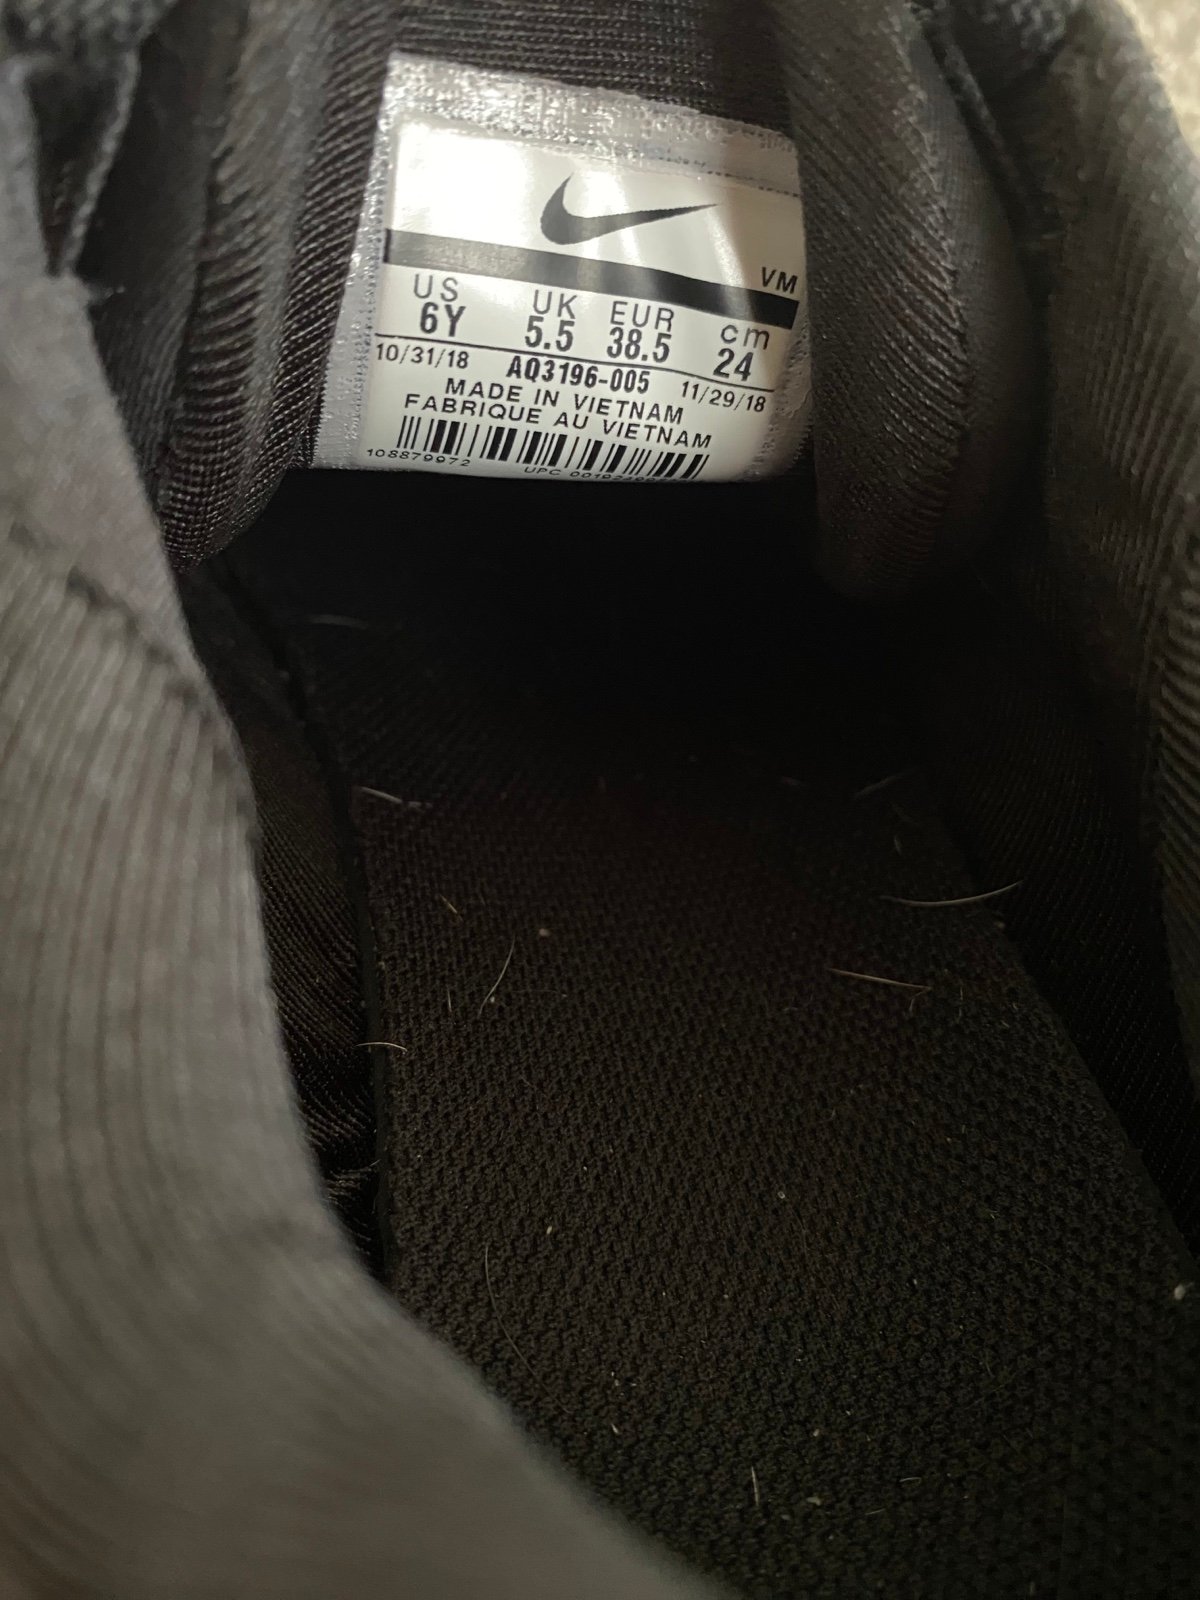 VM
US UK EUR cm
6Y 5.5 38.5 24
10/31/18 AQ3196-005 11/29/18
MADE IN VIETNAM
FABRIQUE AU VIETNAM
108879972 UPC